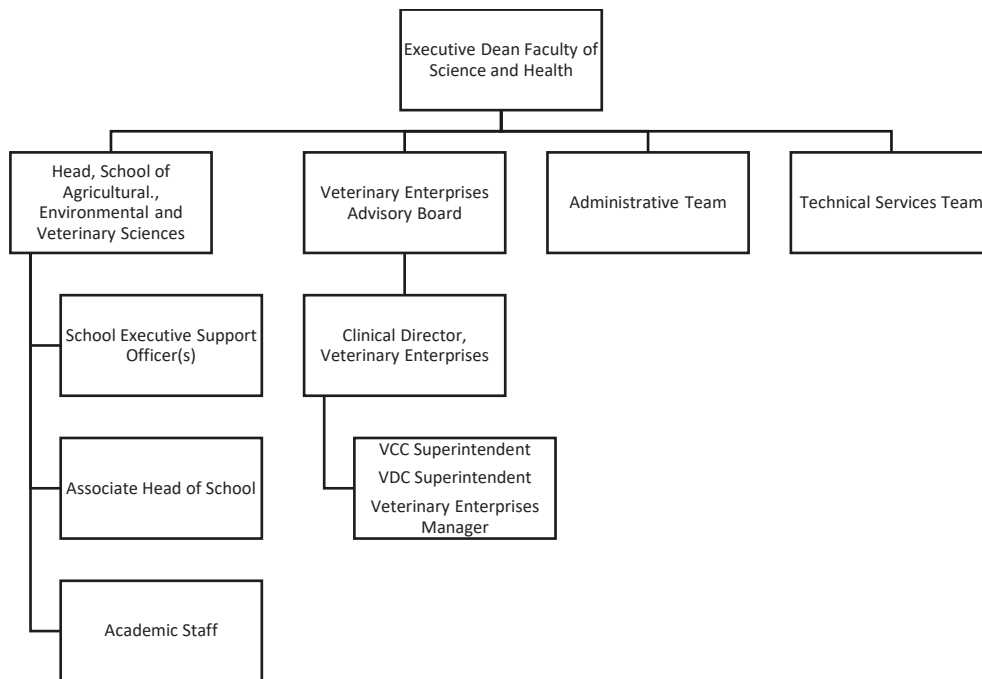 Executive Dean Faculty of
Science and Health
Head, School of
Agricultural.,
Environmental and
Veterinary Sciences
Veterinary Enterprises
Advisory Board
Administrative Team
Technical Services Team
School Executive Support
Officer(s)
Clinical Director,
Veterinary Enterprises
Associate Head of School
VCC Superintendent
VDC Superintendent
Veterinary Enterprises
Manager
Academic Staff